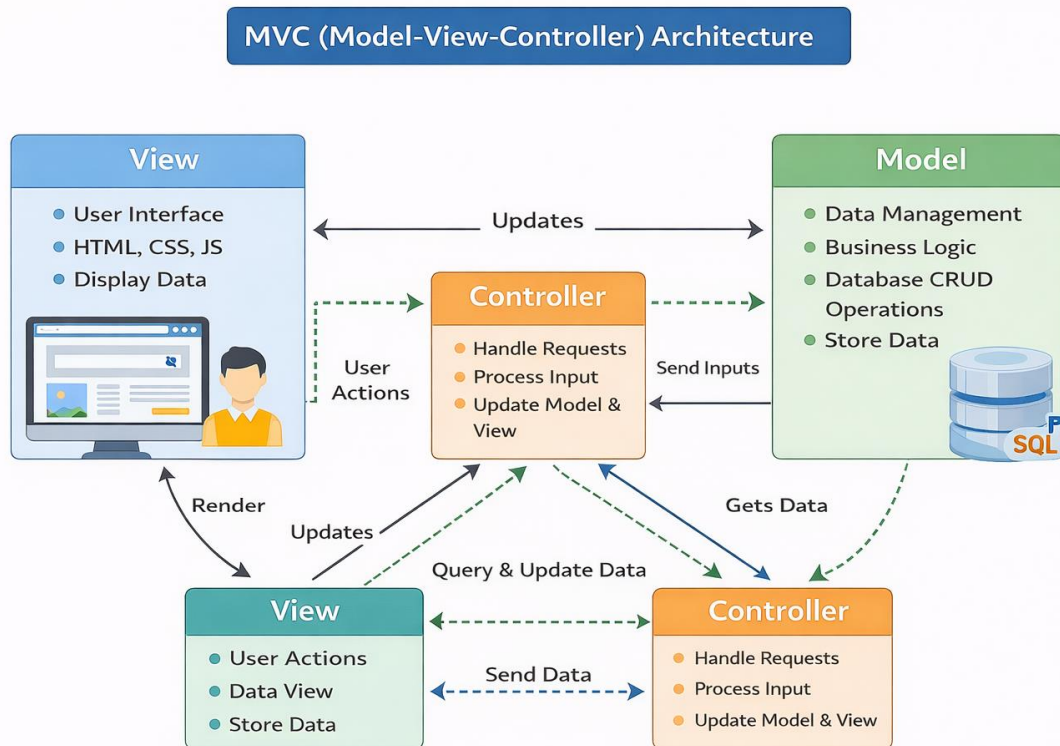 MVC (Model-View-Controller) Architecture
View
User Interface
HTML, CSS, JS
Display Data
Model
Data Management
Business Logic
Database CRUD
Operations
Store Data
P
SQL
Updates
Controller
Handle Requests
Process Input
Update Model &
View
User
Actions
Send Inputs
Render
Updates
Gets Data
Query & Update Data
Send Data
View
User Actions
Data View
Store Data
Controller
Handle Requests
Process Input
Update Model & View